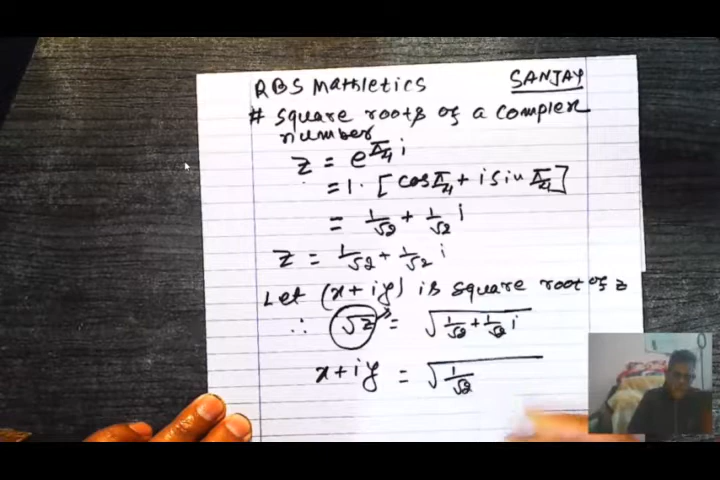 RBS Mathletics SANJAY
# square roots of a complex
number
z = e^{π/4 i}
= 1 · [cos π/4 + i sin π/4]
= 1/√2 + 1/√2 i
z = 1/√2 + 1/√2 i
Let (x + iy) is square root of z
∴ √z = √(1/√2 + 1/√2 i)
x + iy = √(1/√2